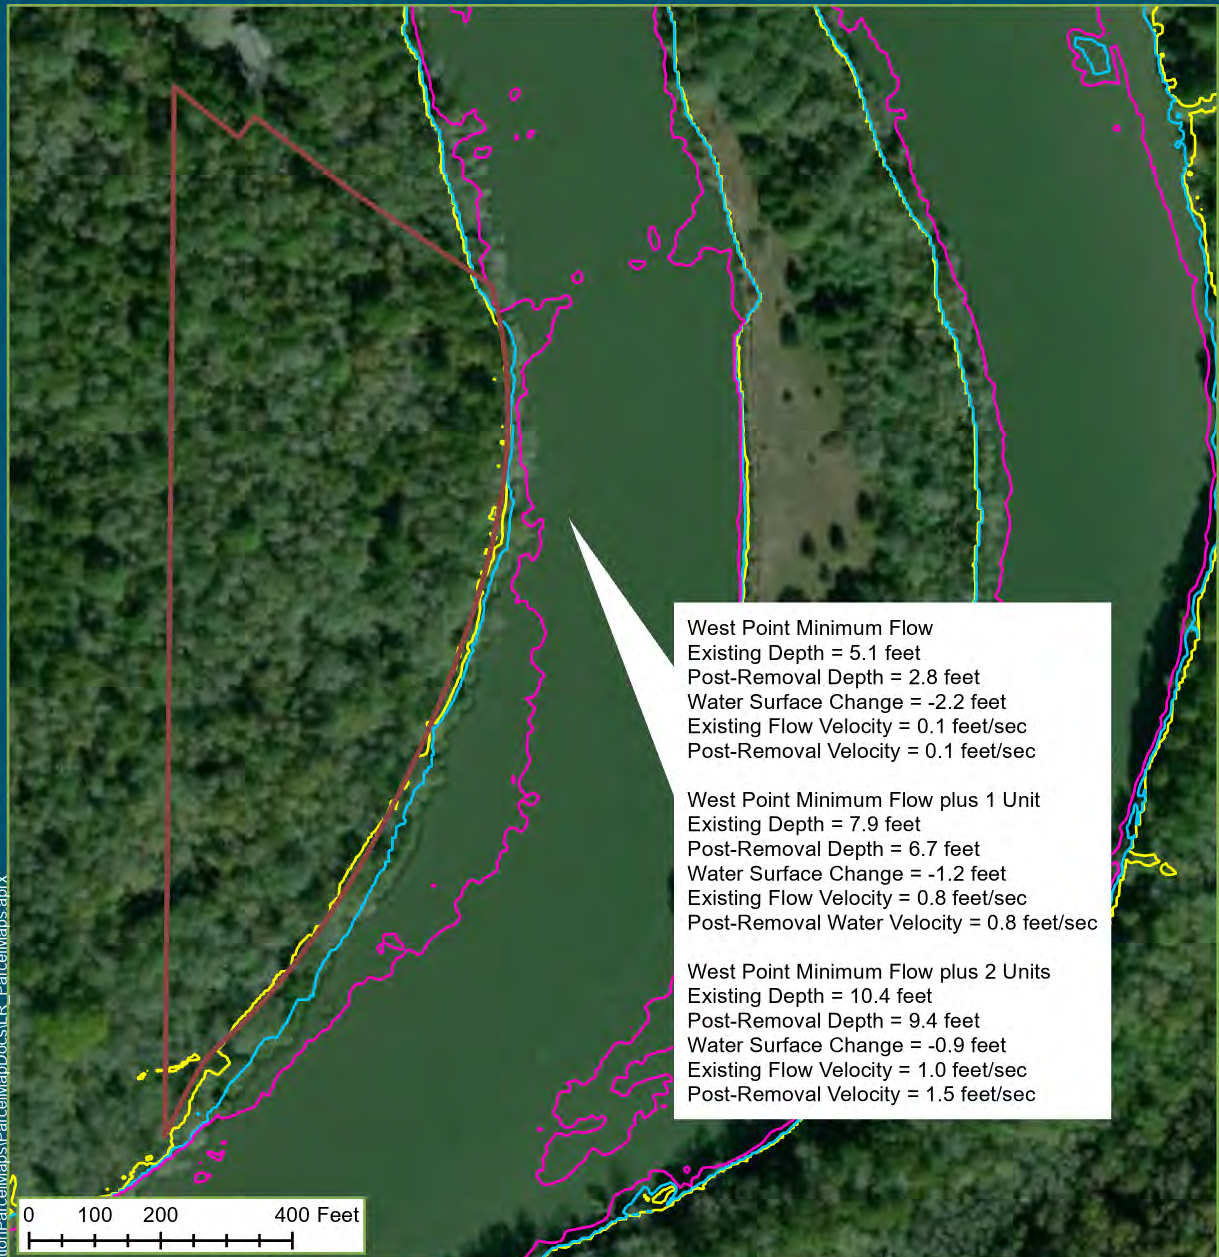 West Point Minimum Flow
Existing Depth = 5.1 feet
Post-Removal Depth = 2.8 feet
Water Surface Change = -2.2 feet
Existing Flow Velocity = 0.1 feet/sec
Post-Removal Velocity = 0.1 feet/sec
West Point Minimum Flow plus 1 Unit
Existing Depth = 7.9 feet
Post-Removal Depth = 6.7 feet
Water Surface Change = -1.2 feet
Existing Flow Velocity = 0.8 feet/sec
Post-Removal Water Velocity = 0.8 feet/sec
West Point Minimum Flow plus 2 Units
Existing Depth = 10.4 feet
Post-Removal Depth = 9.4 feet
Water Surface Change = -0.9 feet
Existing Flow Velocity = 1.0 feet/sec
Post-Removal Velocity = 1.5 feet/sec
0 100 200 400 Feet